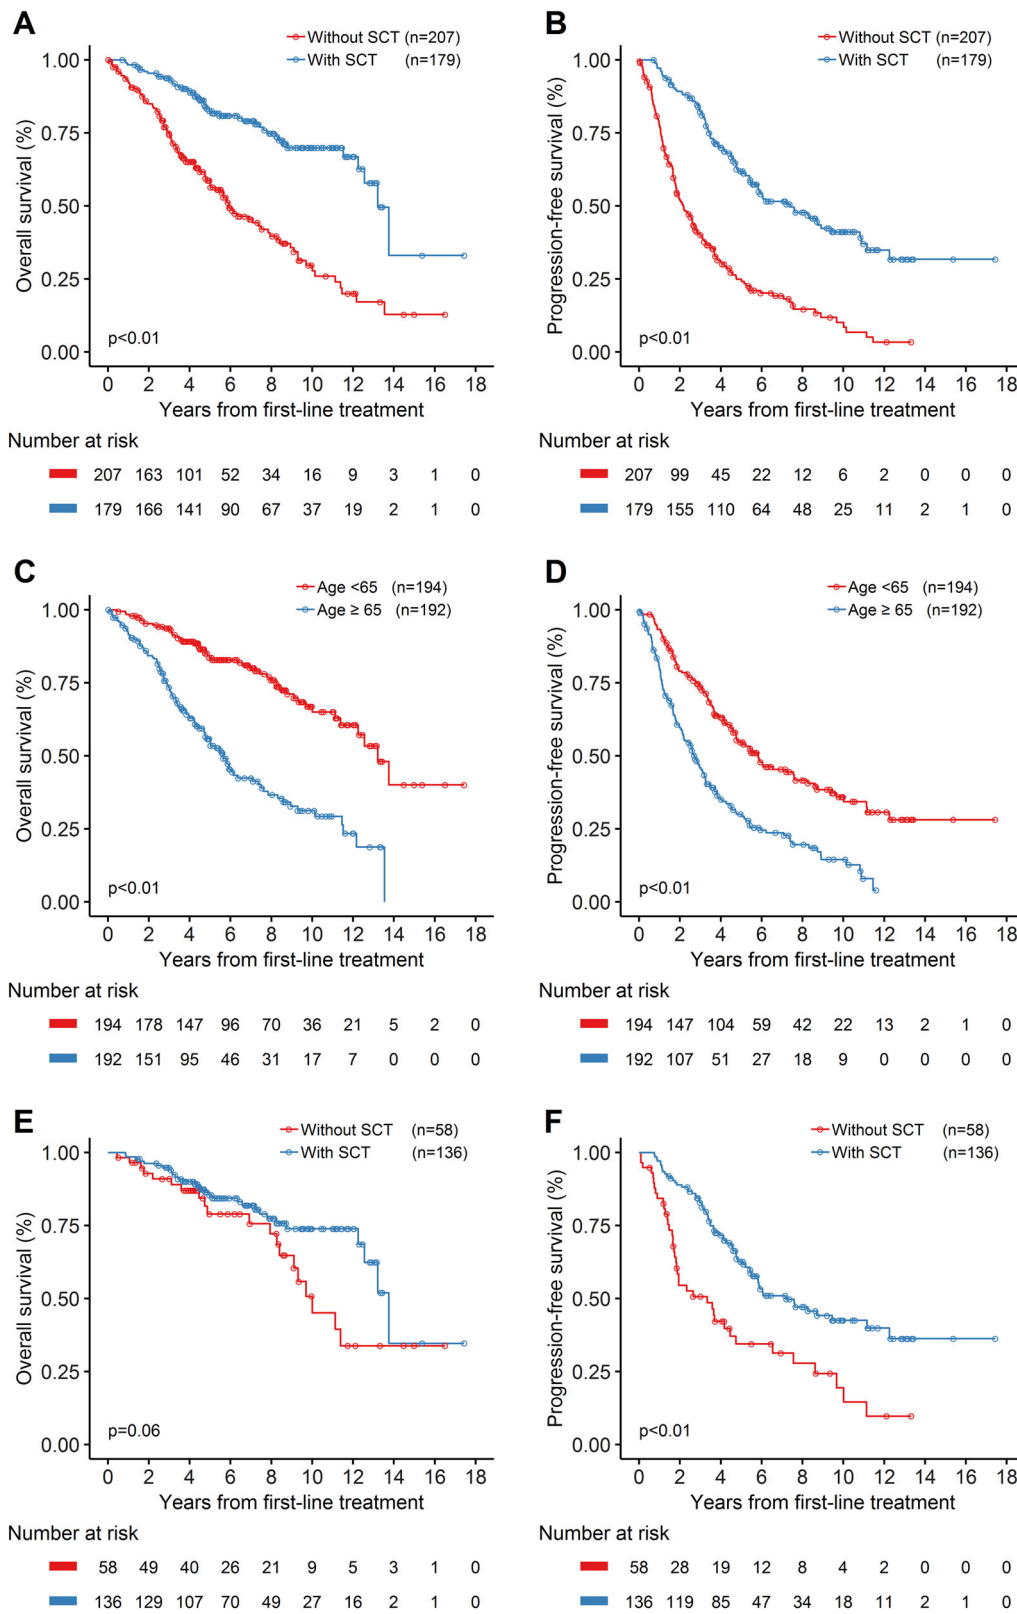 A
Without SCT (n=207)
With SCT (n=179)
Overall survival (%)
1.00
0.75
0.50
0.25
0.00
p<0.01
0 2 4 6 8 10 12 14 16 18
Years from first-line treatment
Number at risk
207 163 101 52 34 16 9 3 1 0
179 166 141 90 67 37 19 2 1 0
B
Without SCT (n=207)
With SCT (n=179)
Progression-free survival (%)
1.00
0.75
0.50
0.25
0.00
p<0.01
0 2 4 6 8 10 12 14 16 18
Years from first-line treatment
Number at risk
207 99 45 22 12 6 2 0 0 0
179 155 110 64 48 25 11 2 1 0
C
Age <65 (n=194)
Age ≥ 65 (n=192)
Overall survival (%)
1.00
0.75
0.50
0.25
0.00
p<0.01
0 2 4 6 8 10 12 14 16 18
Years from first-line treatment
Number at risk
194 178 147 96 70 36 21 5 2 0
192 151 95 46 31 17 7 0 0 0
D
Age <65 (n=194)
Age ≥ 65 (n=192)
Progression-free survival (%)
1.00
0.75
0.50
0.25
0.00
p<0.01
0 2 4 6 8 10 12 14 16 18
Years from first-line treatment
Number at risk
194 147 104 59 42 22 13 2 1 0
192 107 51 27 18 9 0 0 0 0
E
Without SCT (n=58)
With SCT (n=136)
Overall survival (%)
1.00
0.75
0.50
0.25
0.00
p=0.06
0 2 4 6 8 10 12 14 16 18
Years from first-line treatment
Number at risk
58 49 40 26 21 9 5 3 1 0
136 129 107 70 49 27 16 2 1 0
F
Without SCT (n=58)
With SCT (n=136)
Progression-free survival (%)
1.00
0.75
0.50
0.25
0.00
p<0.01
0 2 4 6 8 10 12 14 16 18
Years from first-line treatment
Number at risk
58 28 19 12 8 4 2 0 0 0
136 119 85 47 34 18 11 2 1 0